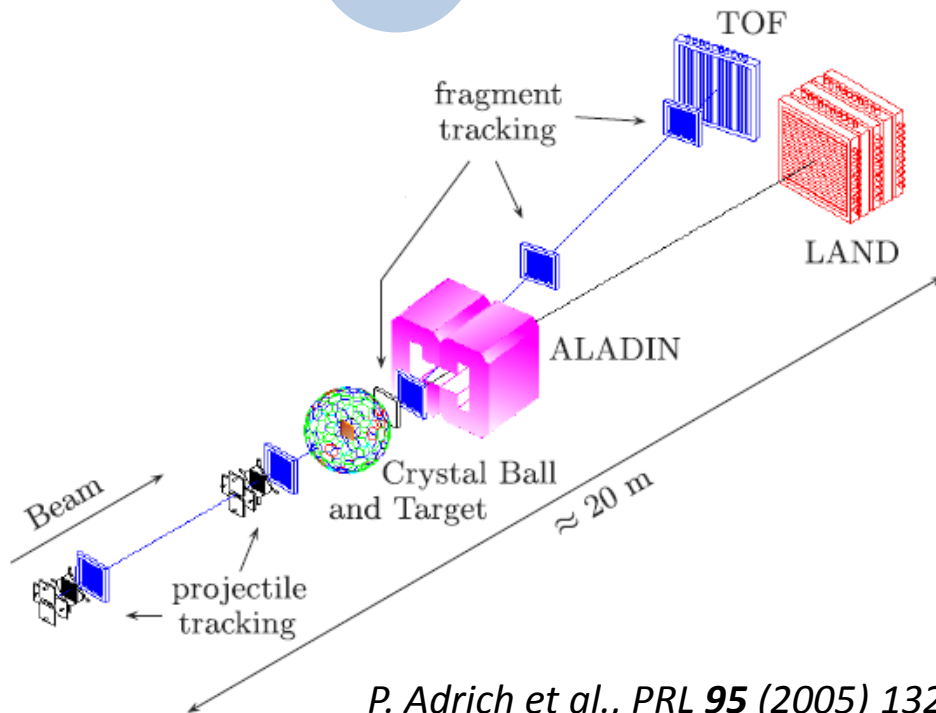 TOF
fragment
tracking
LAND
ALADIN
Crystal Ball
and Target
Beam
≈ 20 m
projectile
tracking
P. Adrich et al., PRL 95 (2005) 132